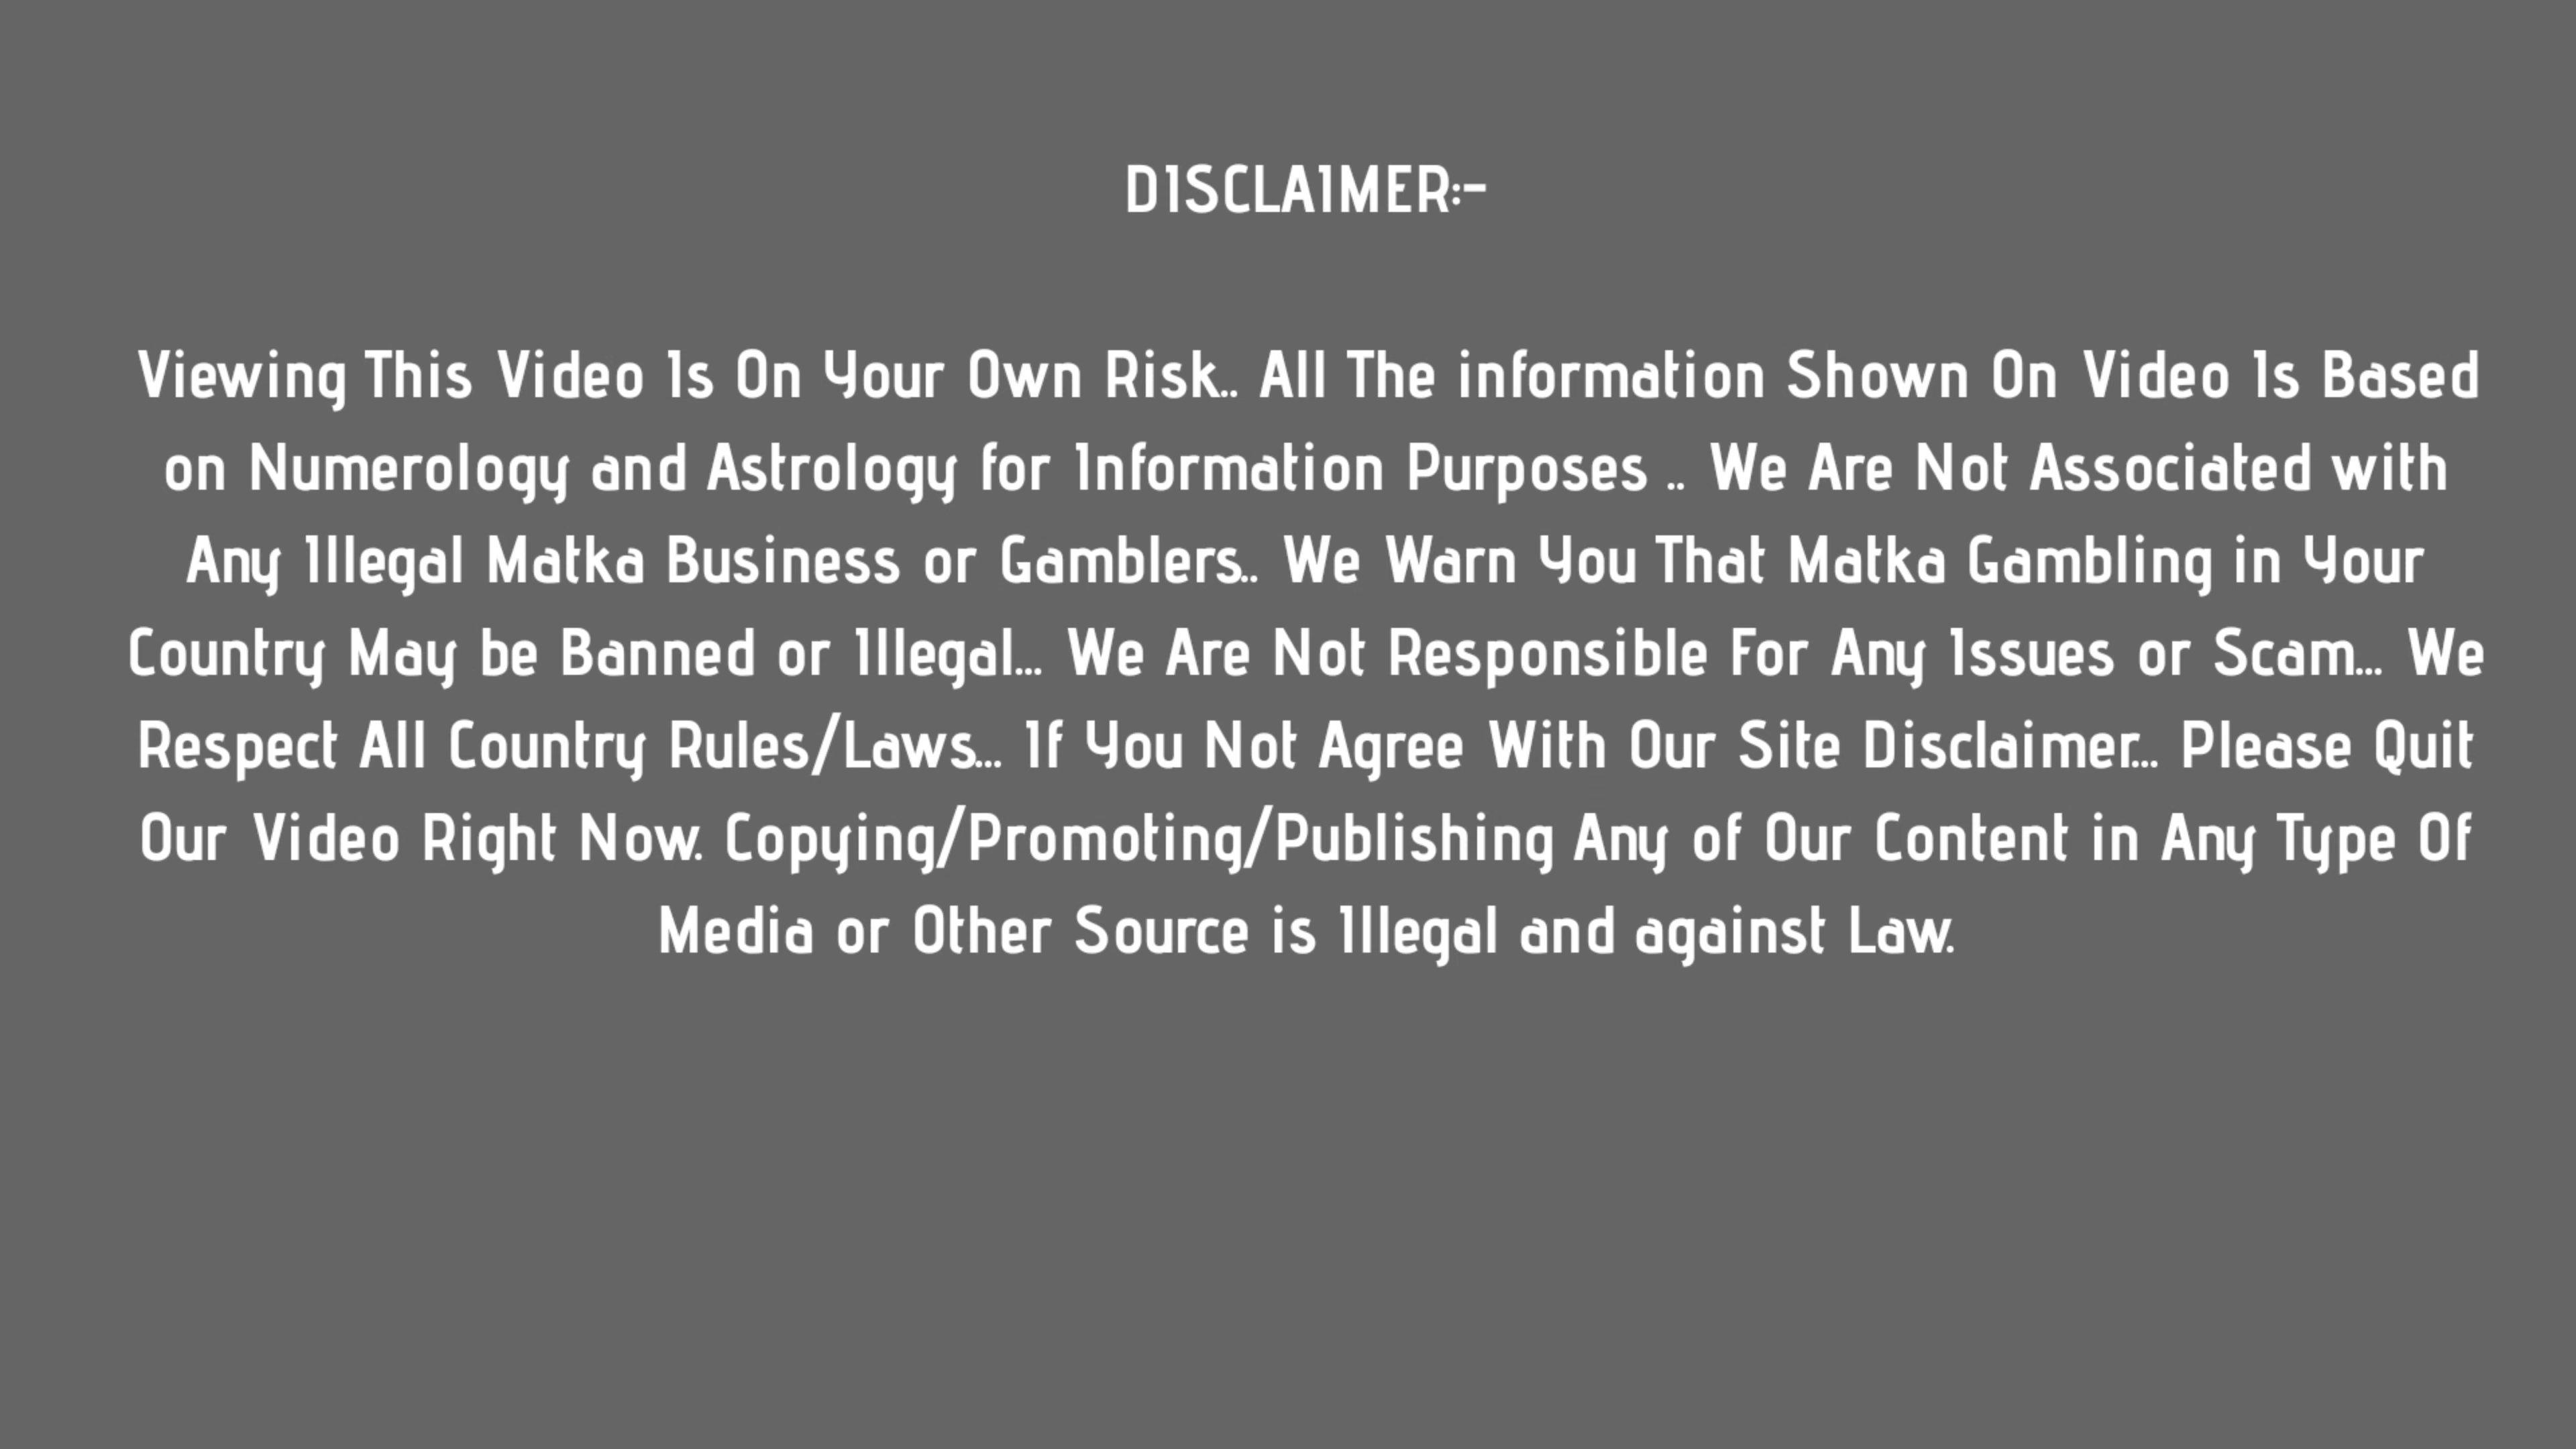 DISCLAIMER:-
Viewing This Video Is On Your Own Risk.. All The information Shown On Video Is Based
on Numerology and Astrology for Information Purposes .. We Are Not Associated with
Any Illegal Matka Business or Gamblers.. We Warn You That Matka Gambling in Your
Country May be Banned or Illegal... We Are Not Responsible For Any Issues or Scam... We
Respect All Country Rules/Laws... If You Not Agree With Our Site Disclaimer... Please Quit
Our Video Right Now. Copying/Promoting/Publishing Any of Our Content in Any Type Of
Media or Other Source is Illegal and against Law.